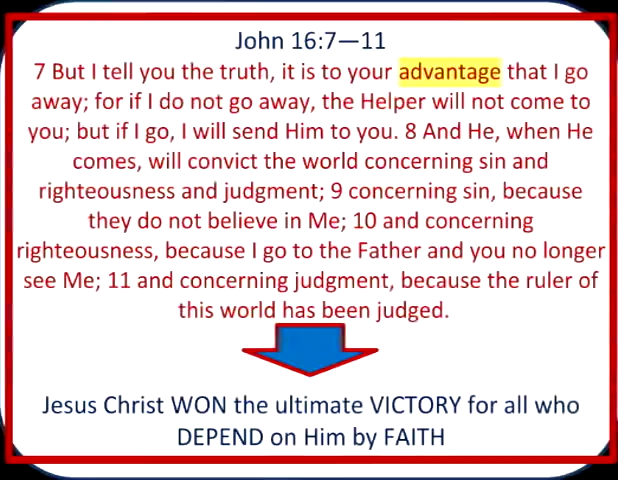 John 16:7—11
7 But I tell you the truth, it is to your advantage that I go
away; for if I do not go away, the Helper will not come to
you; but if I go, I will send Him to you. 8 And He, when He
comes, will convict the world concerning sin and
righteousness and judgment; 9 concerning sin, because
they do not believe in Me; 10 and concerning
righteousness, because I go to the Father and you no longer
see Me; 11 and concerning judgment, because the ruler of
this world has been judged.
Jesus Christ WON the ultimate VICTORY for all who
DEPEND on Him by FAITH